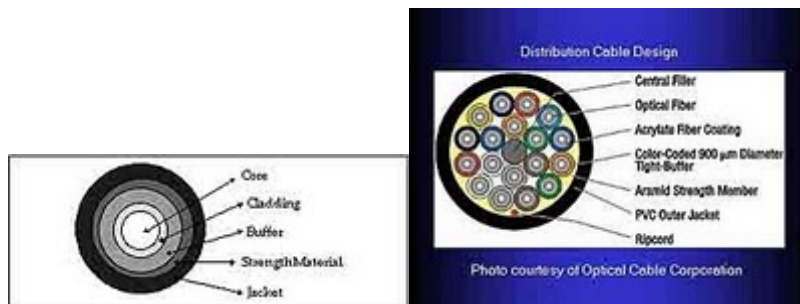 Core
Cladding
Buffer
StrengthMaterial
Jacket
Distribution Cable Design
Central Filler
Optical Fiber
Acrylate Fiber Coating
Color-Coded 900 µm Diameter
Tight-Buffer
Aramid Strength Member
PVC Outer Jacket
Ripcord
Photo courtesy of Optical Cable Corporation